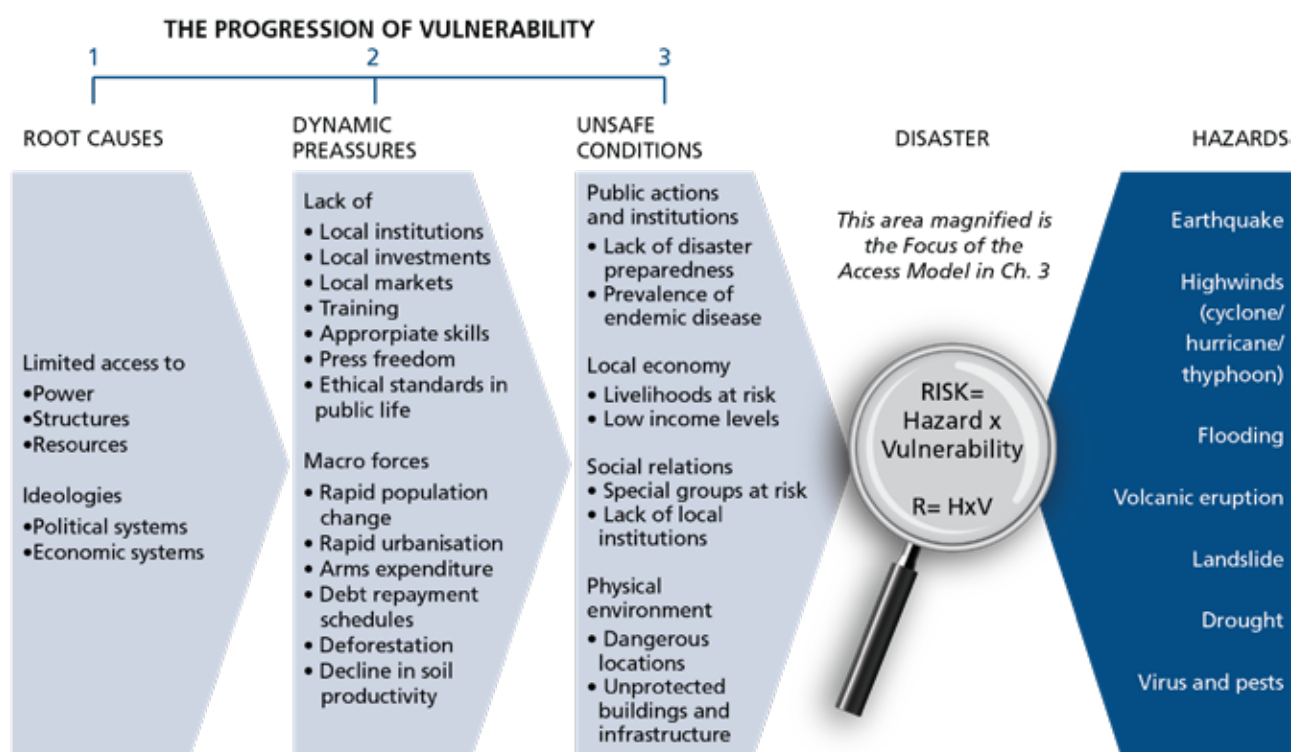 THE PROGRESSION OF VULNERABILITY
1
2
3
ROOT CAUSES
Limited access to
•Power
•Structures
•Resources
Ideologies
•Political systems
•Economic systems
DYNAMIC
PREASSURES
Lack of
• Local institutions
• Local investments
• Local markets
• Training
• Approrpiate skills
• Press freedom
• Ethical standards in
public life
Macro forces
• Rapid population
change
• Rapid urbanisation
• Arms expenditure
• Debt repayment
schedules
• Deforestation
• Decline in soil
productivity
UNSAFE
CONDITIONS
Public actions
and institutions
• Lack of disaster
preparedness
• Prevalence of
endemic disease
Local economy
• Livelihoods at risk
• Low income levels
Social relations
• Special groups at risk
• Lack of local
institutions
Physical
environment
• Dangerous
locations
• Unprotected
buildings and
infrastructure
DISASTER
This area magnified is
the Focus of the
Access Model in Ch. 3
RISK=
Hazard x
Vulnerability
R= HxV
HAZARDS
Earthquake
Highwinds
(cyclone/
hurricane/
thyphoon)
Flooding
Volcanic eruption
Landslide
Drought
Virus and pests